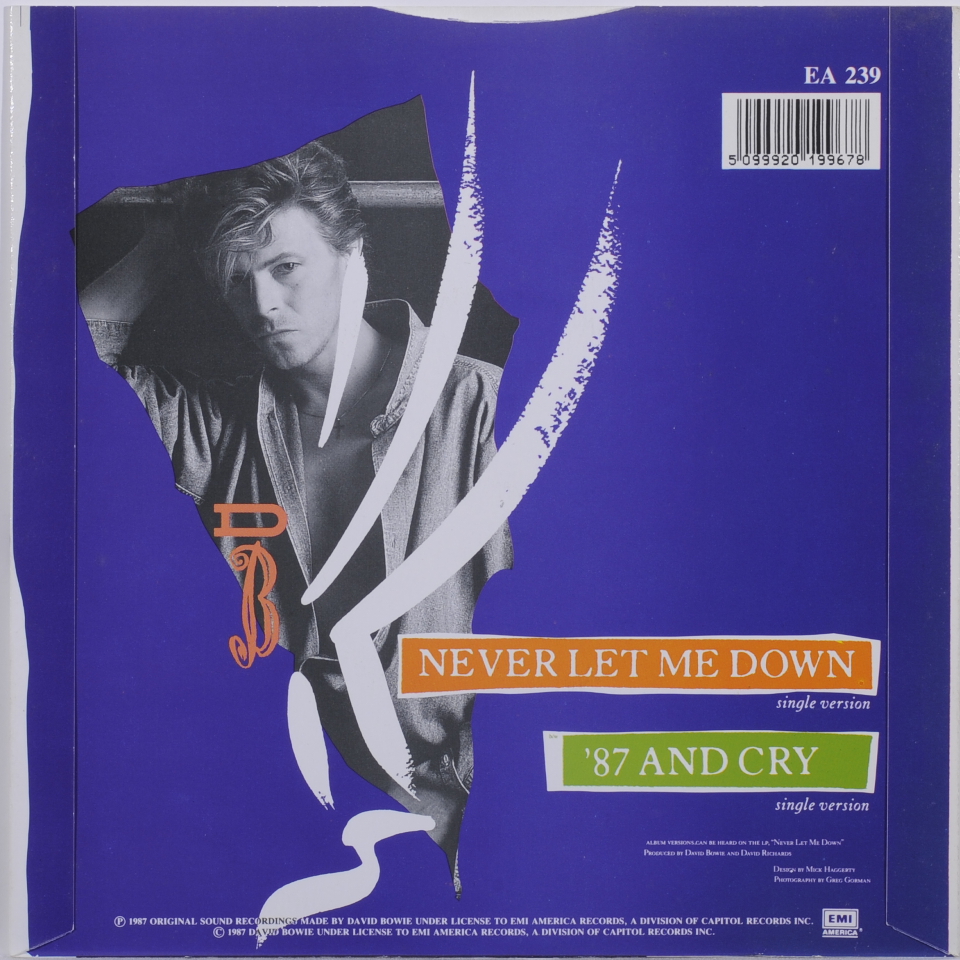 EA 239
5 099920 199678
D
B
NEVER LET ME DOWN
single version
'87 AND CRY
single version
ALBUM VERSIONS.CAN BE HEARD ON THE LP, "NEVER LET ME DOWN"
PRODUCED BY DAVID BOWIE AND DAVID RICHARDS
DESIGN BY MICK HAGGERTY
PHOTOGRAPHY BY GREG GORMAN
Ⓟ 1987 ORIGINAL SOUND RECORDINGS MADE BY DAVID BOWIE UNDER LICENSE TO EMI AMERICA RECORDS, A DIVISION OF CAPITOL RECORDS INC.
© 1987 DAVID BOWIE UNDER LICENSE TO EMI AMERICA RECORDS, A DIVISION OF CAPITOL RECORDS, INC.
EMI
AMERICA